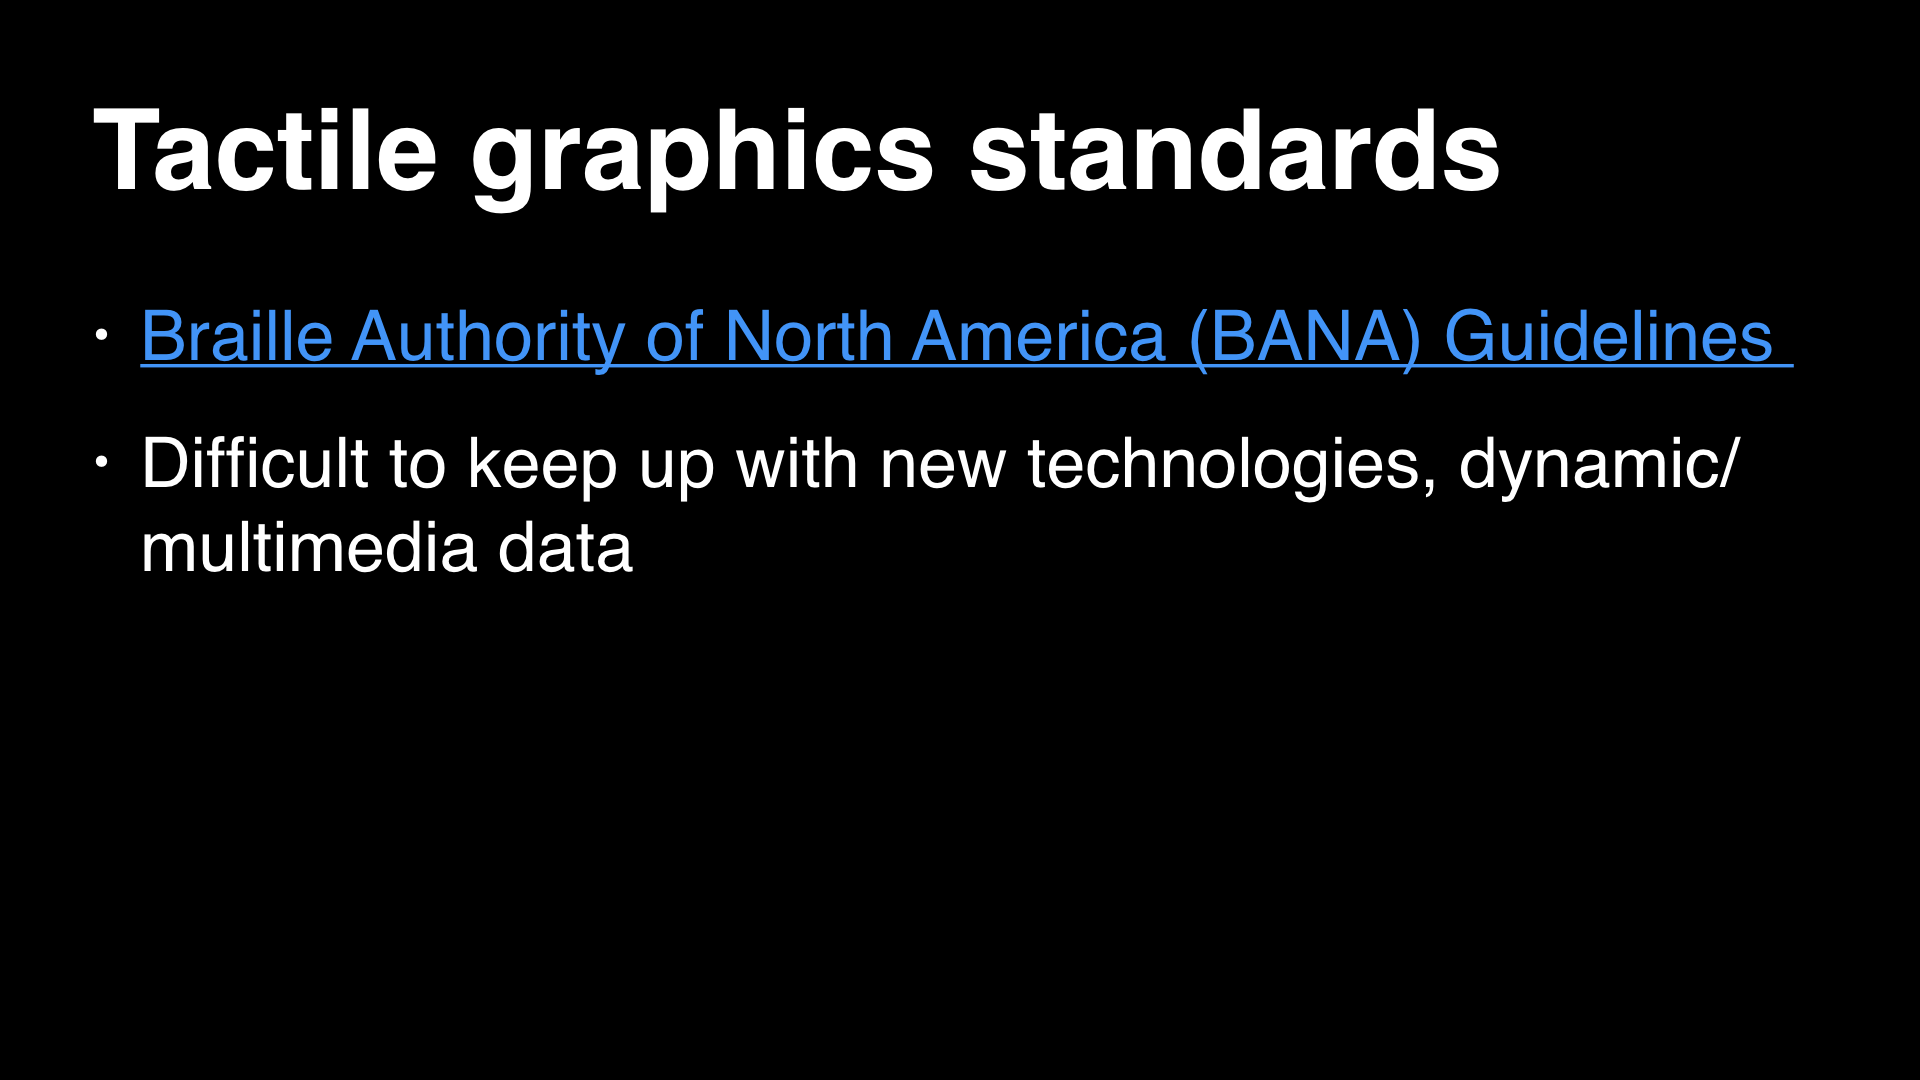 Tactile graphics standards
• Braille Authority of North America (BANA) Guidelines
• Difficult to keep up with new technologies, dynamic/
multimedia data